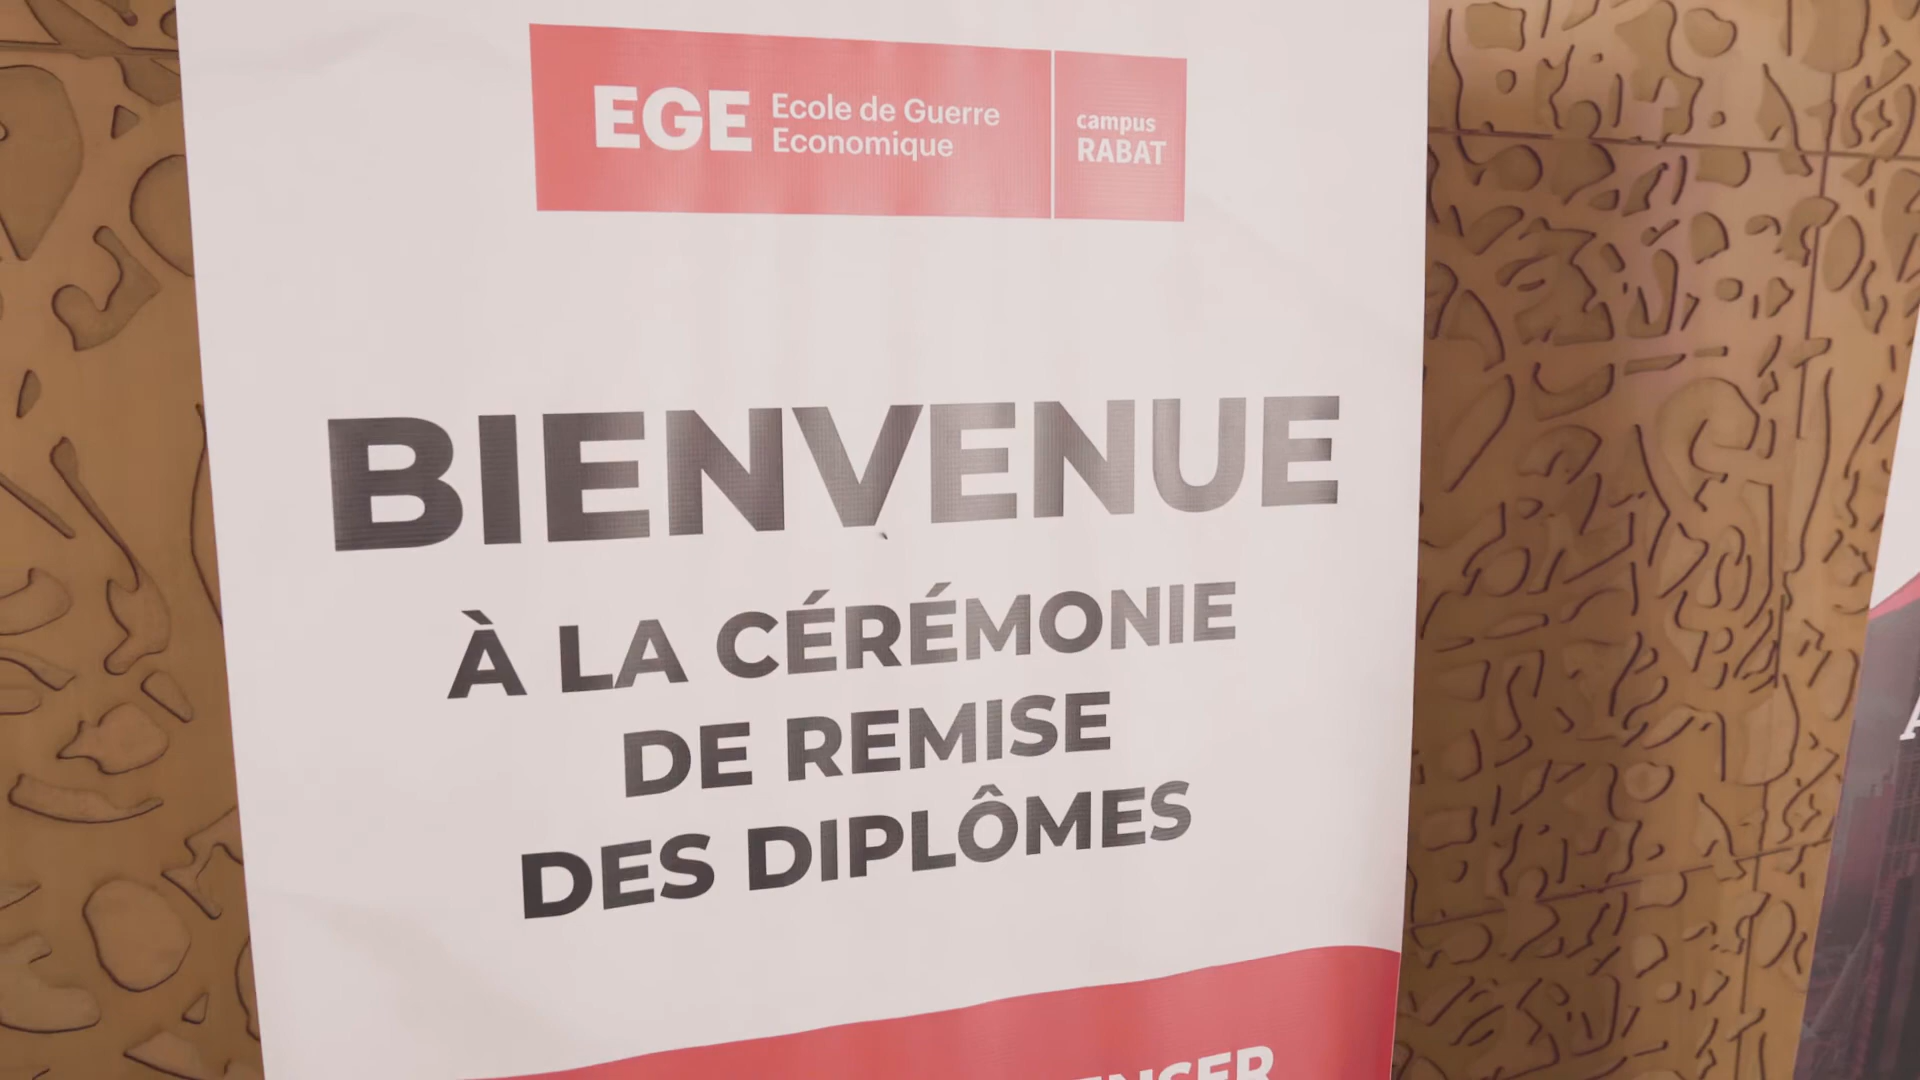 EGE Ecole de Guerre
Economique
campus
RABAT
BIENVENUE
À LA CÉRÉMONIE
DE REMISE
DES DIPLÔMES